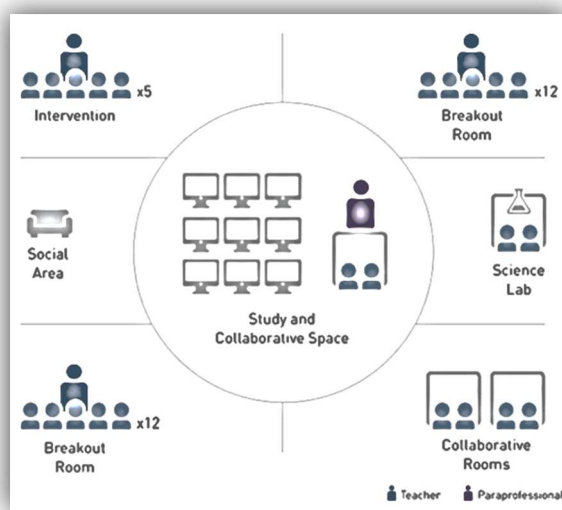 x5
Intervention
x12
Breakout
Room
Social
Area
Study and
Collaborative Space
Science
Lab
x12
Breakout
Room
Collaborative
Rooms
Teacher
Paraprofessional